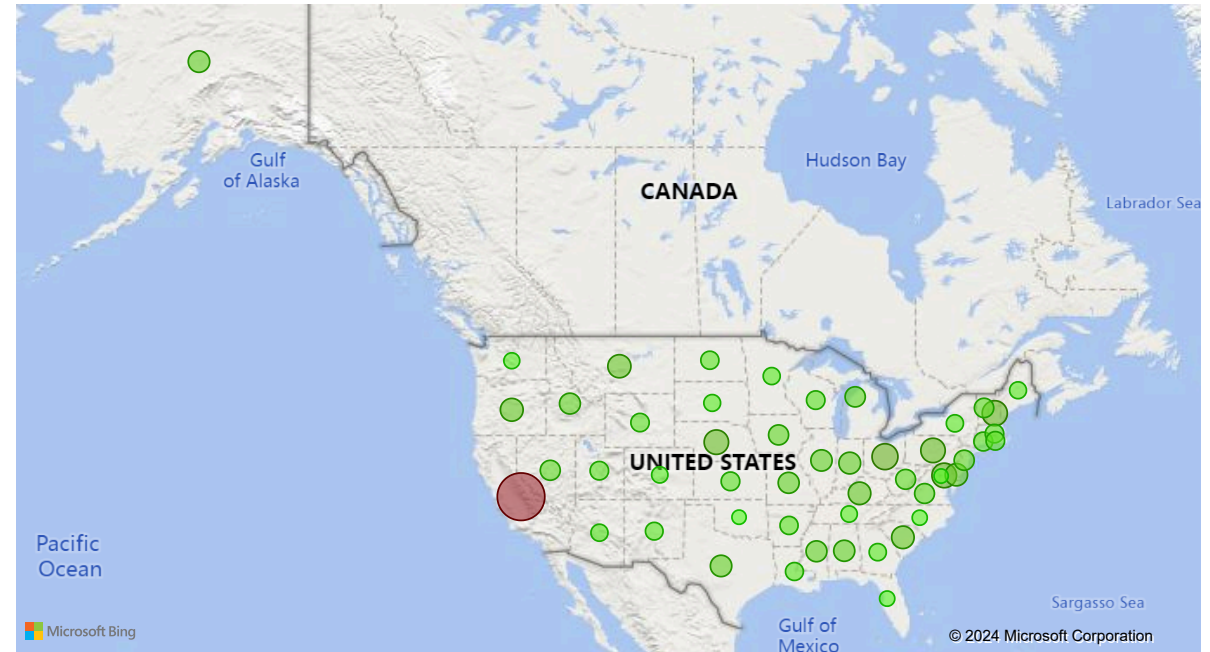 Gulf
of Alaska
Hudson Bay
CANADA
Labrador Sea
UNITED STATES
Pacific
Ocean
Sargasso Sea
Gulf of
Mexico
Microsoft Bing
© 2024 Microsoft Corporation